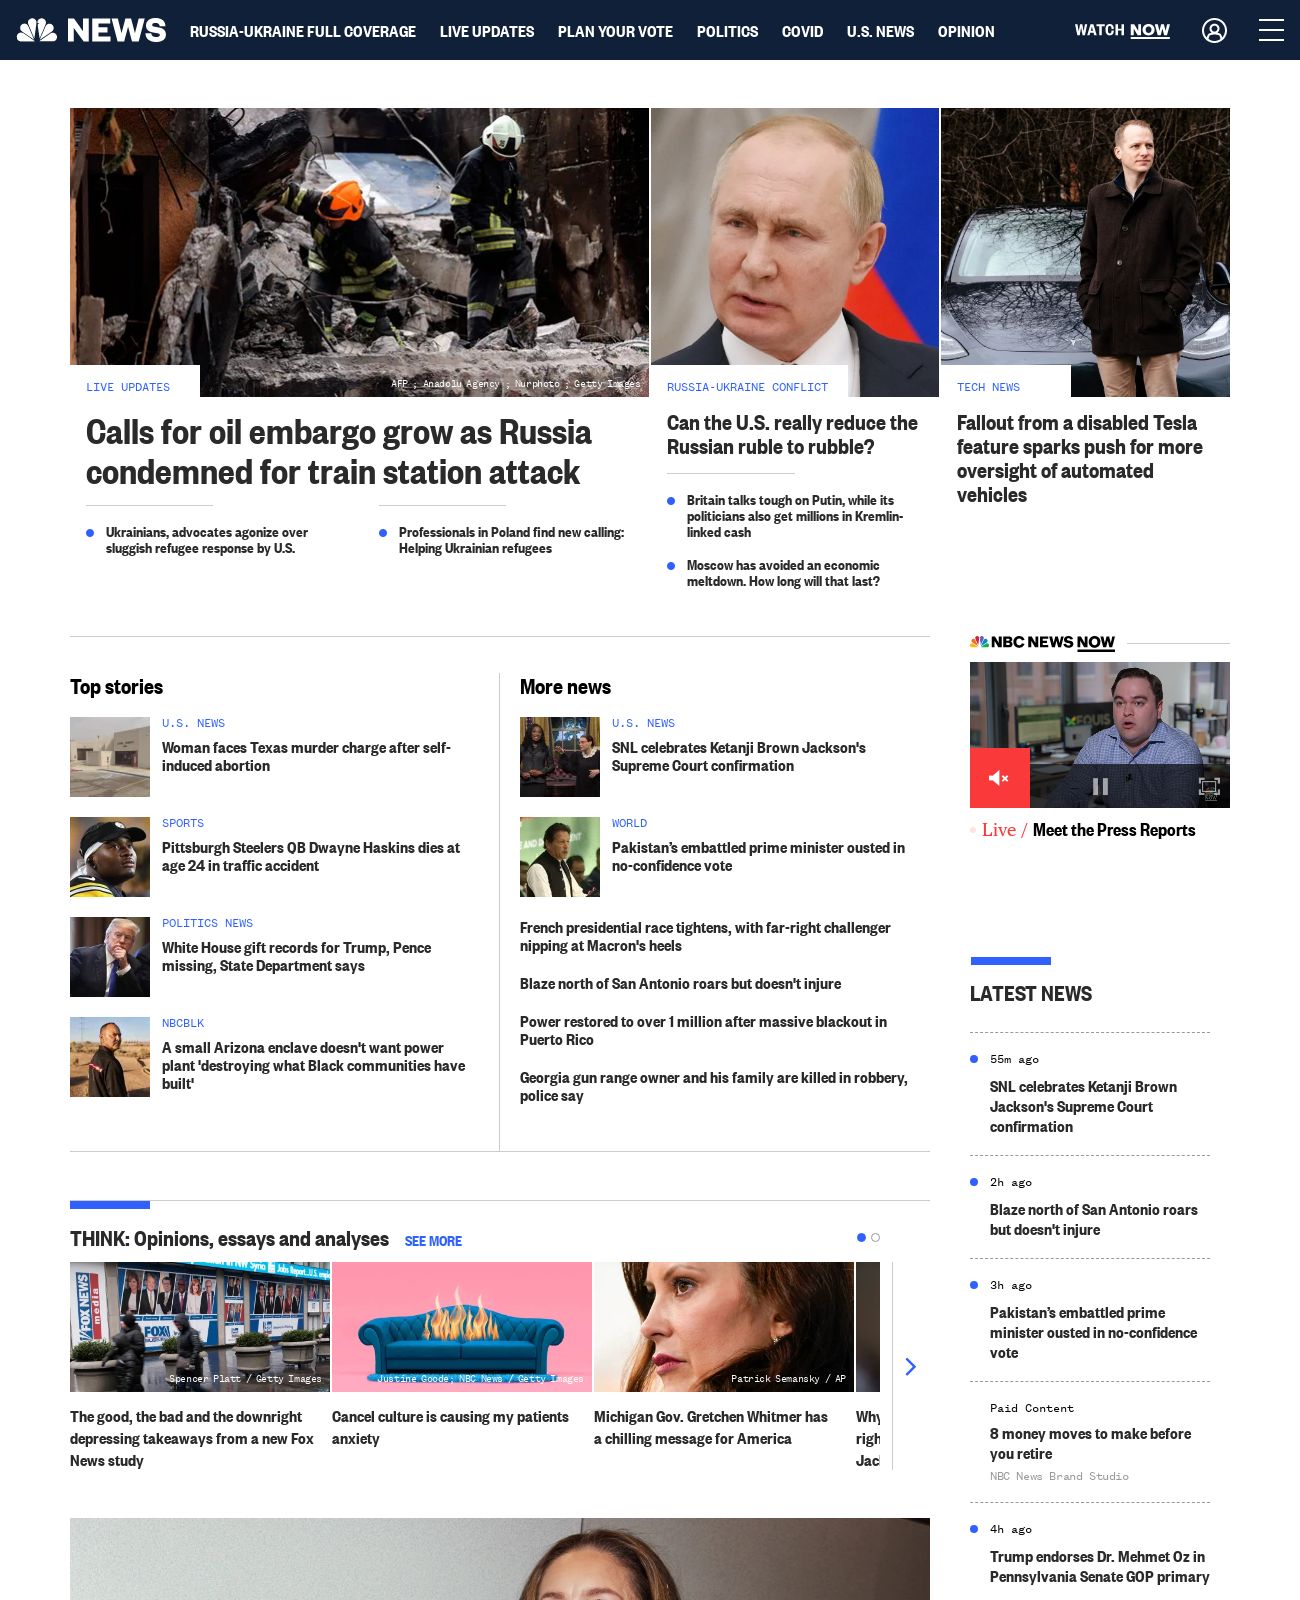 NEWS
RUSSIA-UKRAINE FULL COVERAGE
LIVE UPDATES
PLAN YOUR VOTE
POLITICS
COVID
U.S. NEWS
OPINION
WATCH NOW
AFP ; Anadolu Agency ; Nurphoto ; Getty Images
LIVE UPDATES
Calls for oil embargo grow as Russia
condemned for train station attack
Ukrainians, advocates agonize over
sluggish refugee response by U.S.
Professionals in Poland find new calling:
Helping Ukrainian refugees
RUSSIA-UKRAINE CONFLICT
Can the U.S. really reduce the
Russian ruble to rubble?
Britain talks tough on Putin, while its
politicians also get millions in Kremlin-
linked cash
Moscow has avoided an economic
meltdown. How long will that last?
TECH NEWS
Fallout from a disabled Tesla
feature sparks push for more
oversight of automated
vehicles
Top stories
U.S. NEWS
Woman faces Texas murder charge after self-
induced abortion
SPORTS
Pittsburgh Steelers QB Dwayne Haskins dies at
age 24 in traffic accident
POLITICS NEWS
White House gift records for Trump, Pence
missing, State Department says
NBCBLK
A small Arizona enclave doesn't want power
plant 'destroying what Black communities have
built'
More news
U.S. NEWS
SNL celebrates Ketanji Brown Jackson's
Supreme Court confirmation
WORLD
Pakistan’s embattled prime minister ousted in
no-confidence vote
French presidential race tightens, with far-right challenger
nipping at Macron's heels
Blaze north of San Antonio roars but doesn't injure
Power restored to over 1 million after massive blackout in
Puerto Rico
Georgia gun range owner and his family are killed in robbery,
police say
NBC NEWS NOW
Live / Meet the Press Reports
LATEST NEWS
55m ago
SNL celebrates Ketanji Brown
Jackson's Supreme Court
confirmation
2h ago
Blaze north of San Antonio roars
but doesn't injure
3h ago
Pakistan’s embattled prime
minister ousted in no-confidence
vote
Paid Content
8 money moves to make before
you retire
NBC News Brand Studio
4h ago
Trump endorses Dr. Mehmet Oz in
Pennsylvania Senate GOP primary
THINK: Opinions, essays and analyses
SEE MORE
FOX NEWS
media
FOX
Spencer Platt / Getty Images
The good, the bad and the downright
depressing takeaways from a new Fox
News study
Justine Goode; NBC News / Getty Images
Cancel culture is causing my patients
anxiety
Patrick Semansky / AP
Michigan Gov. Gretchen Whitmer has
a chilling message for America
Why
righ
Jac